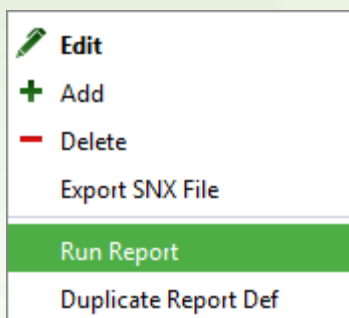 Edit
Add
Delete
Export SNX File
Run Report
Duplicate Report Def